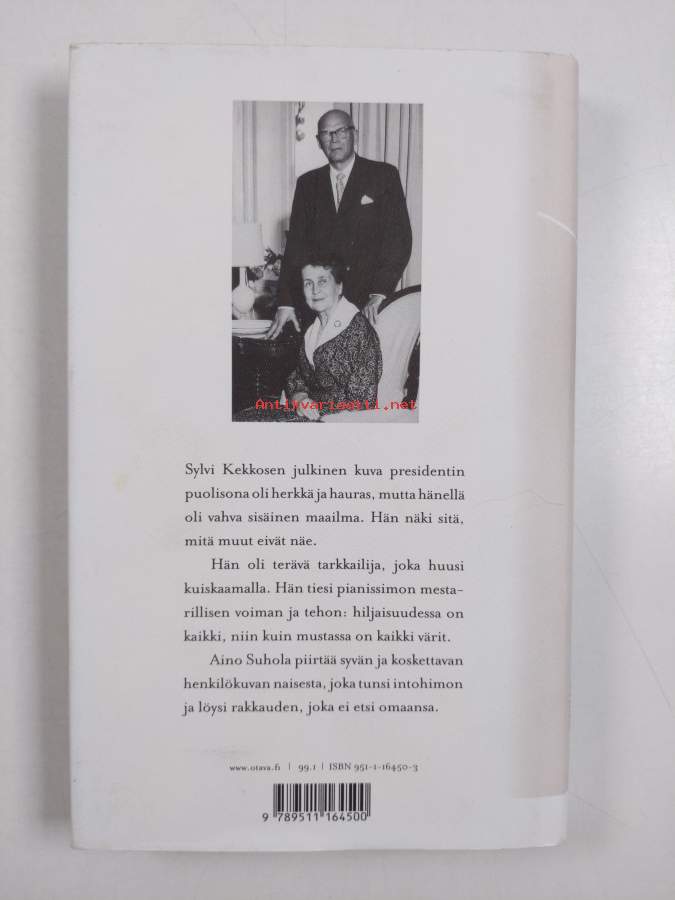 Antikvariaatti.net
Sylvi Kekkosen julkinen kuva presidentin
puolisona oli herkkä ja hauras, mutta hänellä
oli vahva sisäinen maailma. Hän näki sitä,
mitä muut eivät näe.
Hän oli terävä tarkkailija, joka huusi
kuiskaamalla. Hän tiesi pianissimon mesta-
rillisen voiman ja tehon: hiljaisuudessa on
kaikki, niin kuin mustassa on kaikki värit.
Aino Suhola piirtää syvän ja koskettavan
henkilökuvan naisesta, joka tunsi intohimon
ja löysi rakkauden, joka ei etsi omaansa.
www.otava.fi | 99.1 | ISBN 951-1-16450-3
9 789511 164500